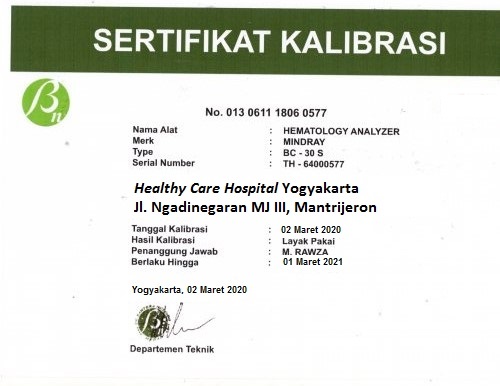 SERTIFIKAT KALIBRASI
βn
No. 013 0611 1806 0577
Nama Alat : HEMATOLOGY ANALYZER
Merk : MINDRAY
Type : BC - 30 S
Serial Number : TH - 64000577
Healthy Care Hospital Yogyakarta
Jl. Ngadinegaran MJ III, Mantrijeron
Tanggal Kalibrasi : 02 Maret 2020
Hasil Kalibrasi : Layak Pakai
Penanggung Jawab : M. RAWZA
Berlaku Hingga : 01 Maret 2021
Yogyakarta, 02 Maret 2020
Departemen Teknik